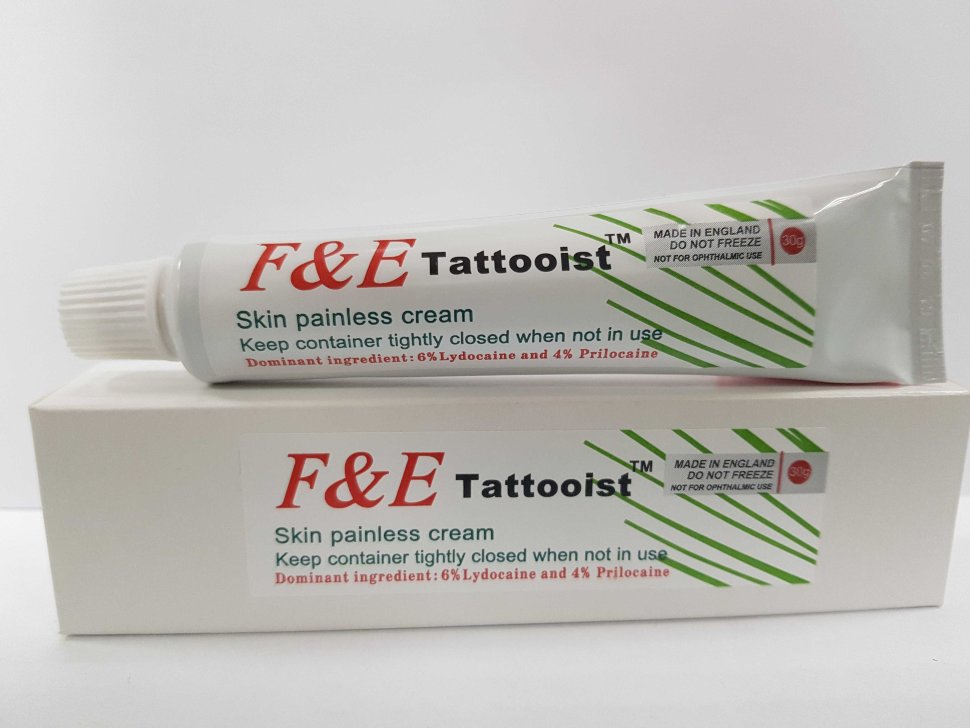 F&E Tattooist™
MADE IN ENGLAND
DO NOT FREEZE
NOT FOR OPHTHALMIC USE
30g
Skin painless cream
Keep container tightly closed when not in use
Dominant ingredient: 6%Lydocaine and 4% Prilocaine
F&E Tattooist™
MADE IN ENGLAND
DO NOT FREEZE
NOT FOR OPHTHALMIC USE
30g
Skin painless cream
Keep container tightly closed when not in use
Dominant ingredient: 6%Lydocaine and 4% Prilocaine